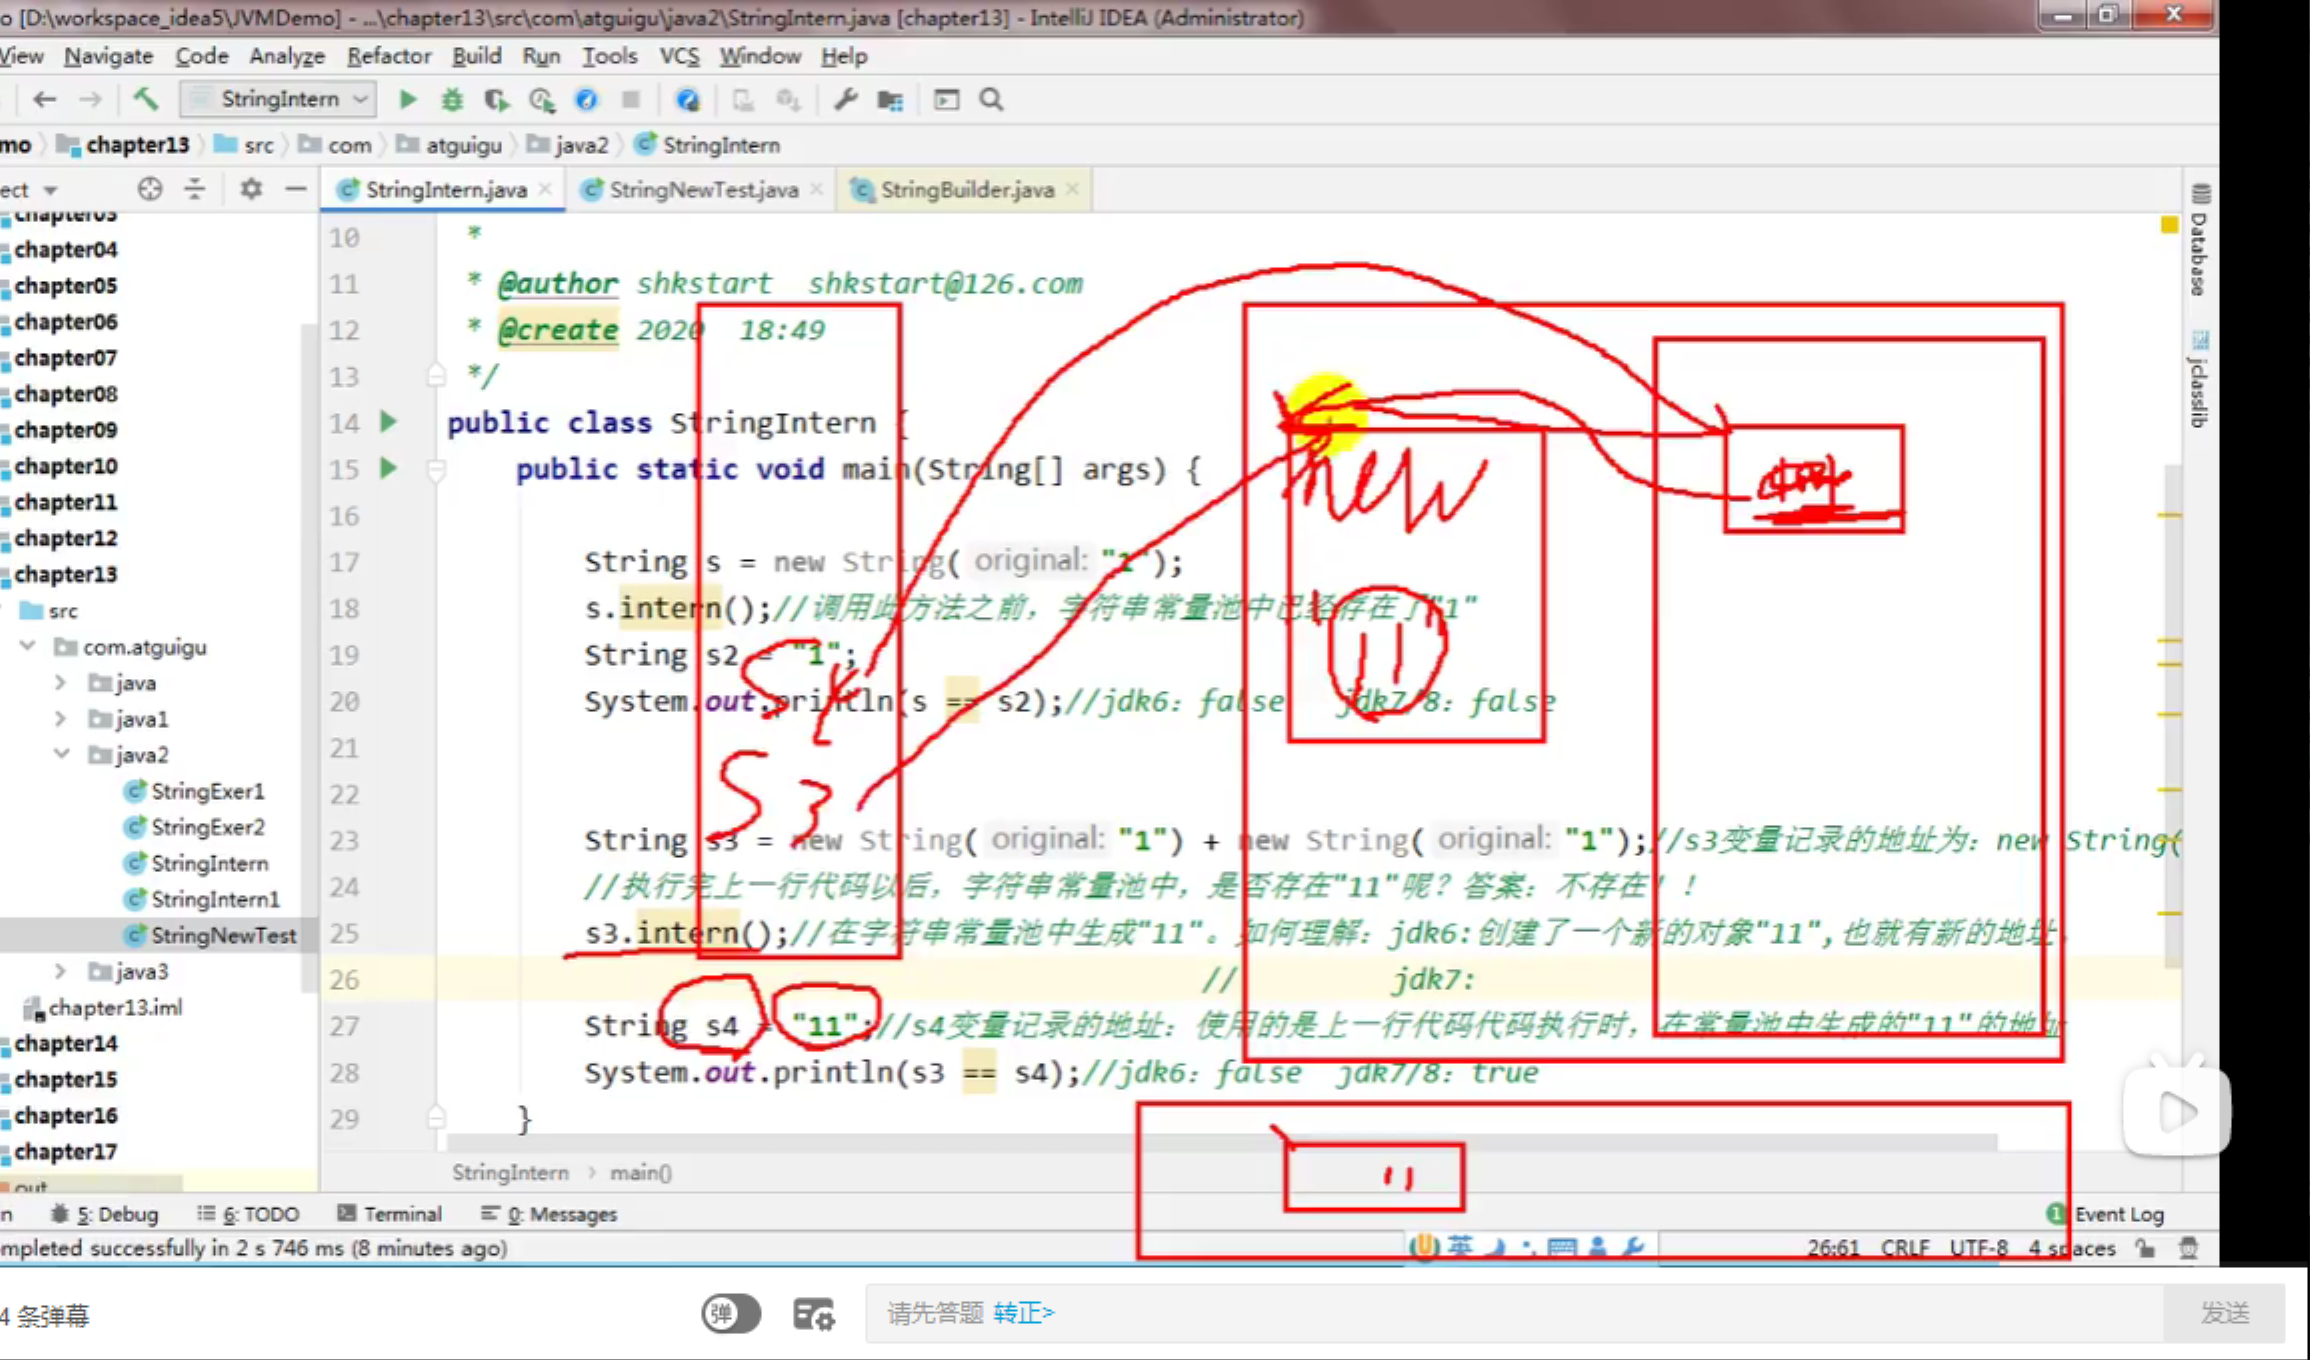 o [D:\workspace_idea5\JVMDemo] - ...\chapter13\src\com\atguigu\java2\StringIntern.java [chapter13] - IntelliJ IDEA (Administrator)
View Navigate Code Analyze Refactor Build Run Tools VCS Window Help
StringIntern
mo chapter13 src com atguigu java2 StringIntern
ect
StringIntern.java StringNewTest.java StringBuilder.java
chapter03
chapter04
chapter05
chapter06
chapter07
chapter08
chapter09
chapter10
chapter11
chapter12
chapter13
src
com.atguigu
java
java1
java2
StringExer1
StringExer2
StringIntern
StringIntern1
StringNewTest
java3
chapter13.iml
chapter14
chapter15
chapter16
chapter17
out
10 *
11 * @author shkstart shkstart@126.com
12 * @create 2020 18:49
13 */
14 public class StringIntern {
15 public static void main(String[] args) {
16
17 String s = new String( original: "1");
18 s.intern();//调用此方法之前，字符串常量池中已经存在了"1"
19 String s2 = "1";
20 System.out.println(s == s2);//jdk6：false jdk7/8：false
21
22
23 String s3 = new String( original: "1") + new String( original: "1");//s3变量记录的地址为：new String(
24 //执行完上一行代码以后，字符串常量池中，是否存在"11"呢？答案：不存在！！
25 s3.intern();//在字符串常量池中生成"11"。如何理解：jdk6:创建了一个新的对象"11",也就有新的地址。
26 // jdk7:
27 String s4 = "11";//s4变量记录的地址：使用的是上一行代码代码执行时，在常量池中生成的"11"的地址
28 System.out.println(s3 == s4);//jdk6：false jdk7/8：true
29 }
new
11
S4
S3
11
StringIntern main()
Database
jclasslib
n 5: Debug 6: TODO Terminal 0: Messages 1 Event Log
mpleted successfully in 2 s 746 ms (8 minutes ago)
英
26:61 CRLF UTF-8 4 spaces
4 条弹幕
弹
请先答题 转正>
发送